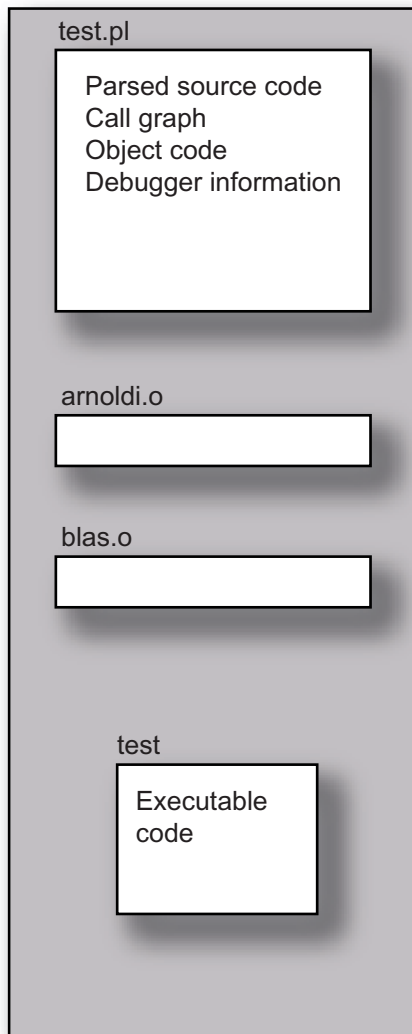 test.pl
Parsed source code
Call graph
Object code
Debugger information
arnoldi.o
blas.o
test
Executable
code